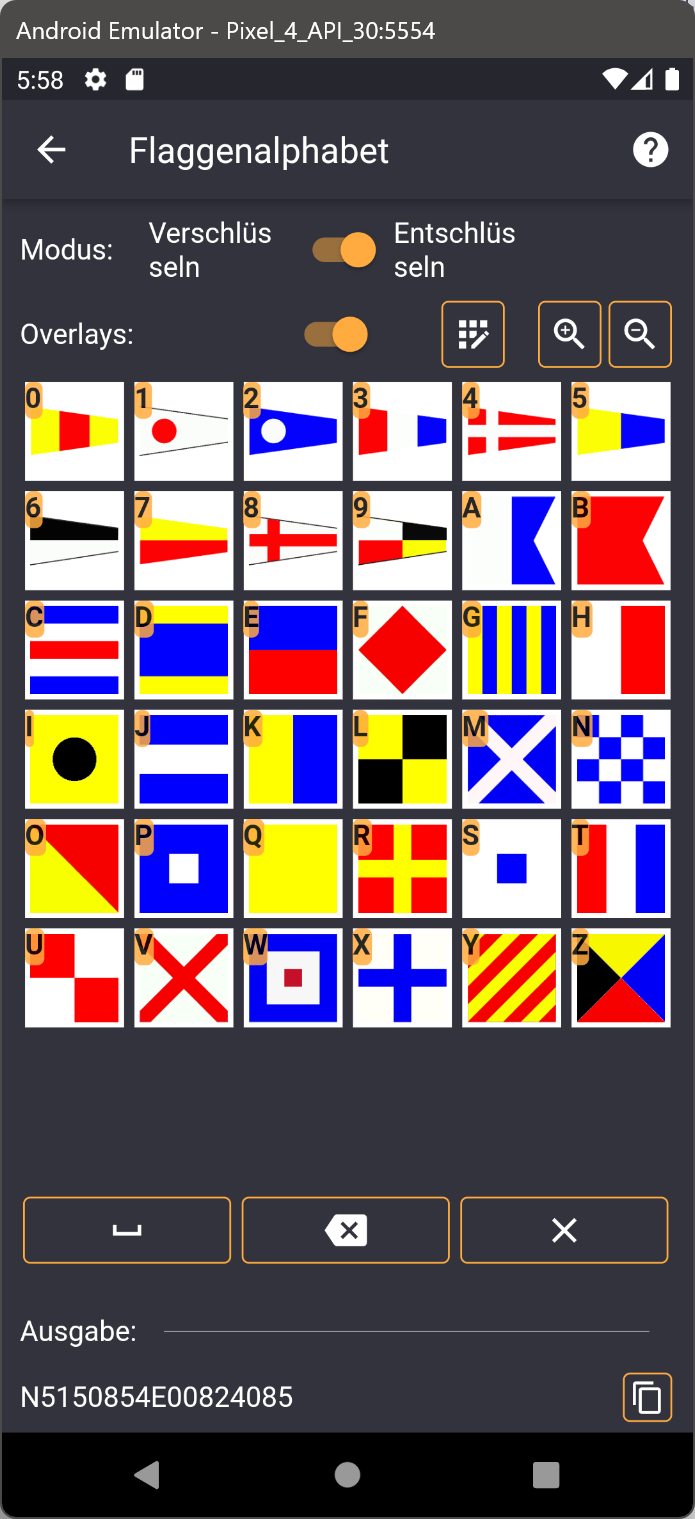 Android Emulator - Pixel_4_API_30:5554
5:58
Flaggenalphabet
Modus:
Verschlüs
seln
Entschlüs
seln
Overlays:
0 1 2 3 4 5
6 7 8 9 A B
C D E F G H
I J K L M N
O P Q R S T
U V W X Y Z
Ausgabe:
N5150854E00824085